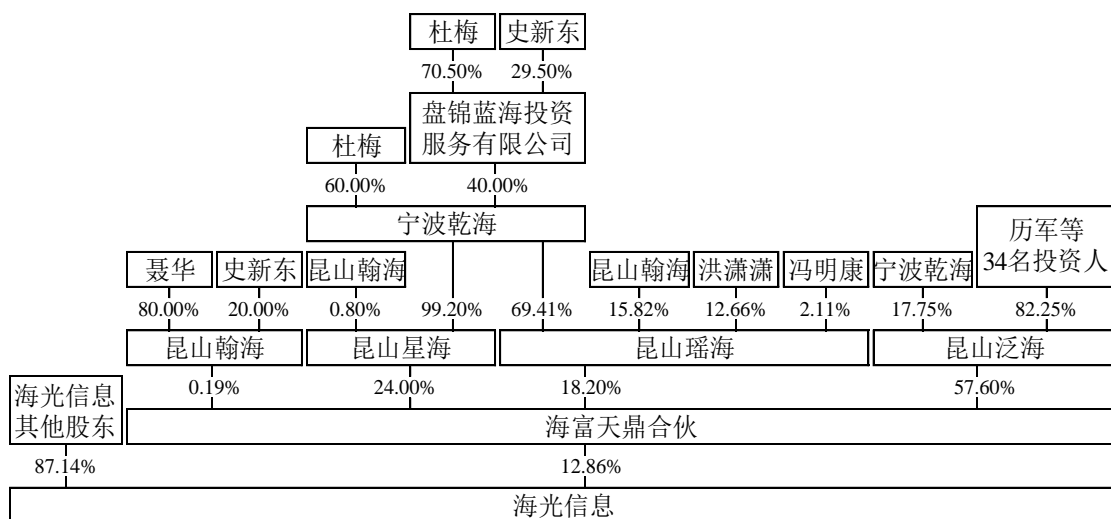 杜梅 史新东
70.50% 29.50%
盘锦蓝海投资
服务有限公司
杜梅
60.00% 40.00%
宁波乾海
历军等
34名投资人
聂华 史新东 昆山翰海 昆山翰海 洪潇潇 冯明康 宁波乾海
80.00% 20.00% 0.80% 99.20% 69.41% 15.82% 12.66% 2.11% 17.75% 82.25%
昆山翰海 昆山星海 昆山瑶海 昆山泛海
0.19% 24.00% 18.20% 57.60%
海光信息
其他股东
海富天鼎合伙
87.14% 12.86%
海光信息